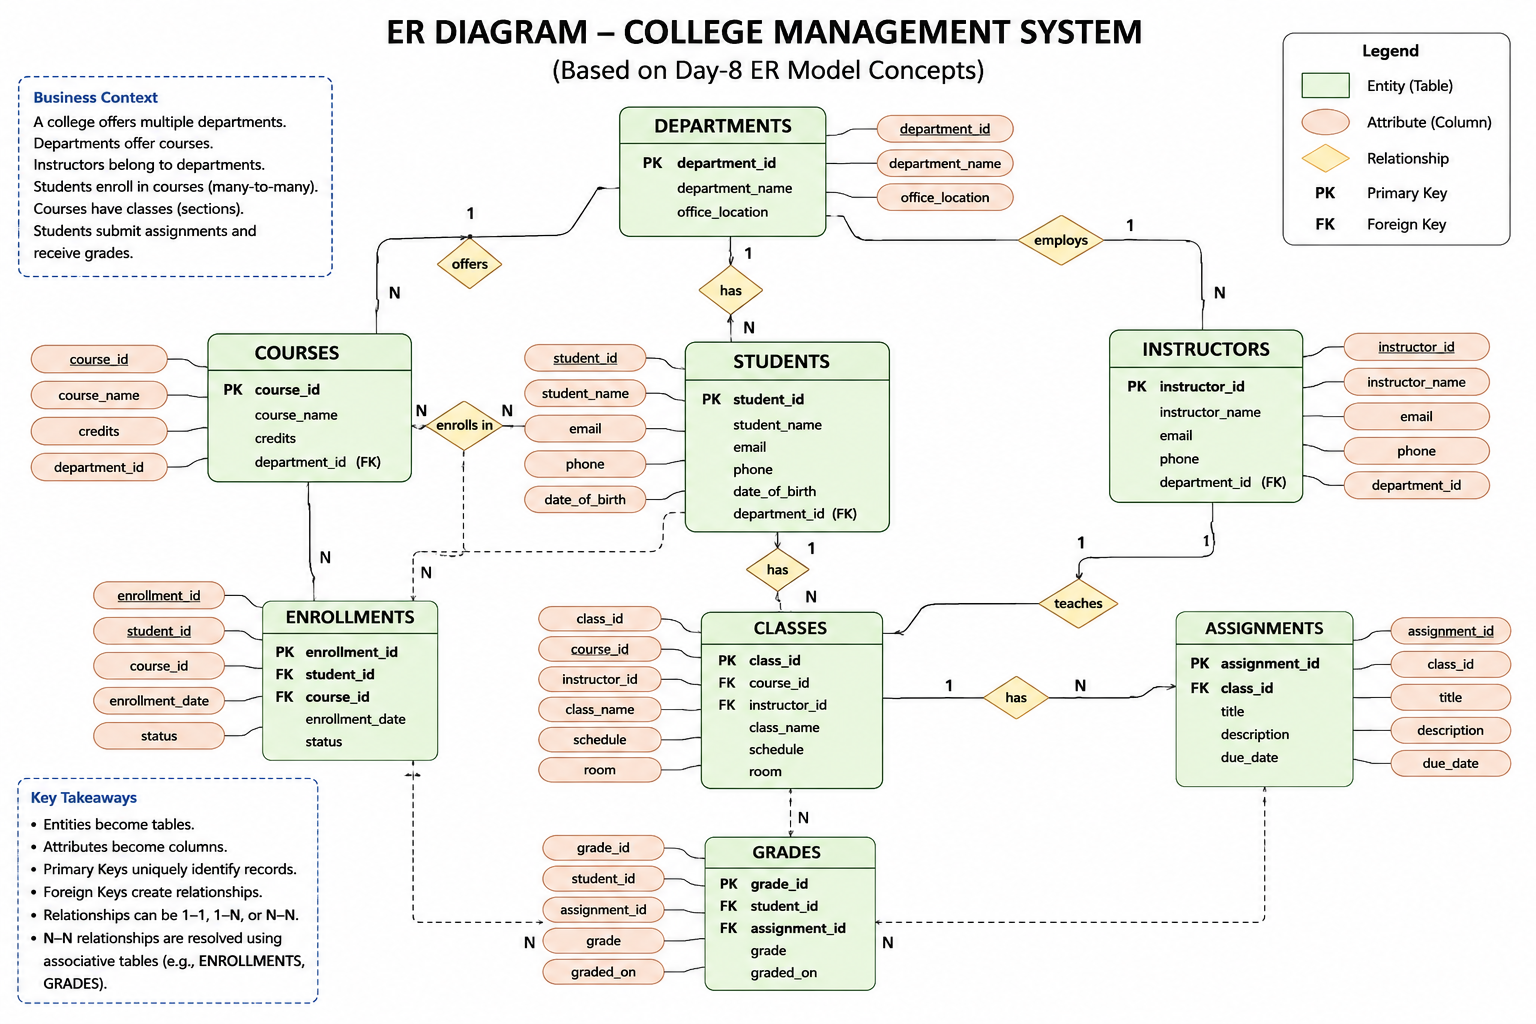 ER DIAGRAM – COLLEGE MANAGEMENT SYSTEM
(Based on Day-8 ER Model Concepts)
Business Context
A college offers multiple departments.
Departments offer courses.
Instructors belong to departments.
Students enroll in courses (many-to-many).
Courses have classes (sections).
Students submit assignments and
receive grades.
Legend
Entity (Table)
Attribute (Column)
Relationship
PK Primary Key
FK Foreign Key
DEPARTMENTS
PK department_id
department_name
office_location
department_id
department_name
office_location
1
offers
N
1
has
N
employs
1
N
course_id
course_name
credits
department_id
COURSES
PK course_id
course_name
credits
department_id (FK)
N
enrolls in
N
student_id
student_name
email
phone
date_of_birth
STUDENTS
PK student_id
student_name
email
phone
date_of_birth
department_id (FK)
INSTRUCTORS
PK instructor_id
instructor_name
email
phone
department_id (FK)
instructor_id
instructor_name
email
phone
department_id
N
N
1
has
N
1
1
teaches
enrollment_id
student_id
course_id
enrollment_date
status
ENROLLMENTS
PK enrollment_id
FK student_id
FK course_id
enrollment_date
status
class_id
course_id
instructor_id
class_name
schedule
room
CLASSES
PK class_id
FK course_id
FK instructor_id
class_name
schedule
room
1
has
N
ASSIGNMENTS
PK assignment_id
FK class_id
title
description
due_date
assignment_id
class_id
title
description
due_date
Key Takeaways
• Entities become tables.
• Attributes become columns.
• Primary Keys uniquely identify records.
• Foreign Keys create relationships.
• Relationships can be 1–1, 1–N, or N–N.
• N–N relationships are resolved using
associative tables (e.g., ENROLLMENTS,
GRADES).
N
grade_id
student_id
assignment_id
grade
graded_on
N
GRADES
PK grade_id
FK student_id
FK assignment_id
grade
graded_on
N